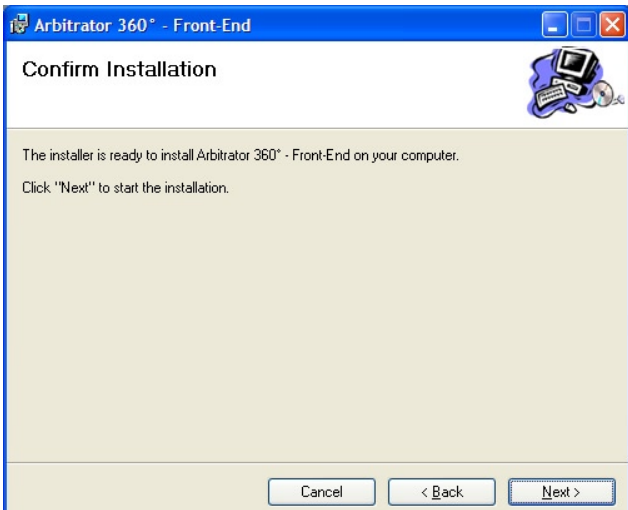 Arbitrator 360° - Front-End
Confirm Installation
The installer is ready to install Arbitrator 360° - Front-End on your computer.
Click "Next" to start the installation.
Cancel
< Back
Next >